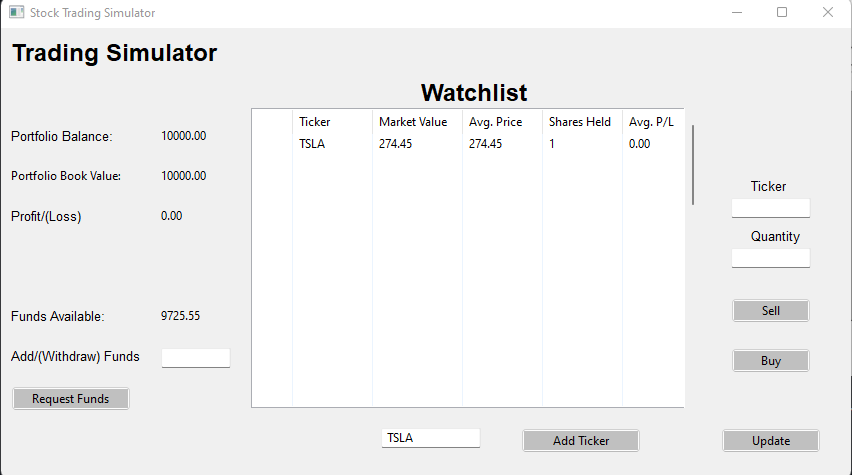 Stock Trading Simulator
Trading Simulator
Watchlist
Ticker Market Value Avg. Price Shares Held Avg. P/L
TSLA 274.45 274.45 1 0.00
Portfolio Balance: 10000.00
Portfolio Book Value: 10000.00
Profit/(Loss) 0.00
Funds Available: 9725.55
Add/(Withdraw) Funds
Request Funds
Ticker
Quantity
Sell
Buy
TSLA
Add Ticker
Update